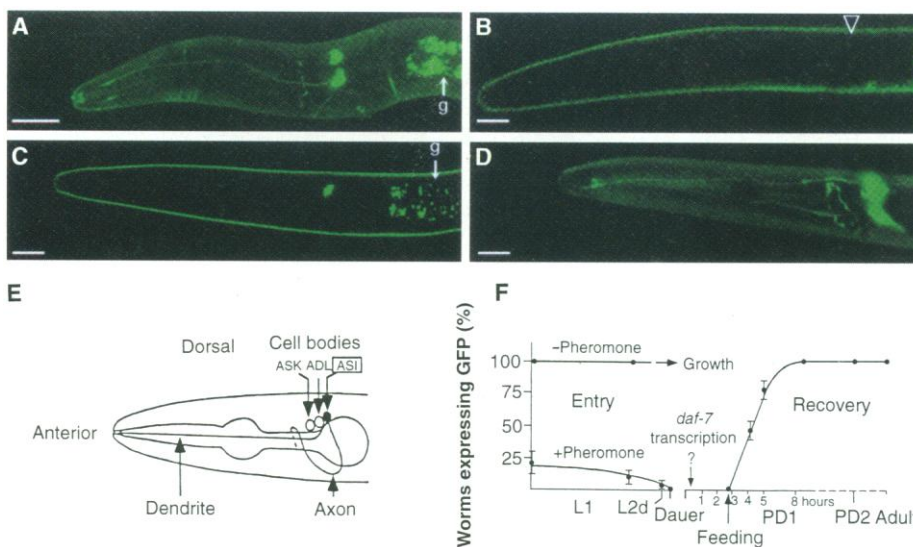 A
g
B
C
g
D
E
Dorsal
Cell bodies
ASK ADL ASI
Anterior
Dendrite
Axon
F
Worms expressing GFP (%)
100
75
50
25
–Pheromone
Growth
Entry
+Pheromone
daf-7
transcription
?
Recovery
L1
L2d
Dauer
1 2 3 4 5 8 hours
Feeding
PD1
PD2 Adult